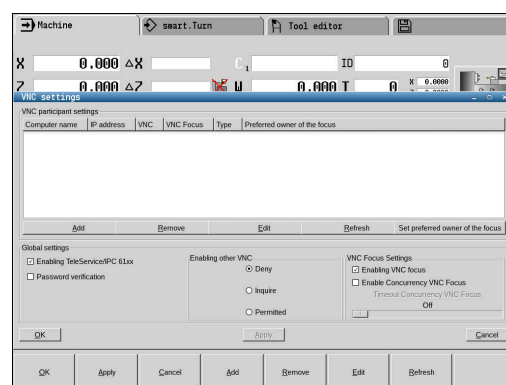 Machine smart.Turn Tool editor
X 0.000 △X C 1 ID 0
Z 0.000 △Z W 0.000 T 0 X 0.0000
VNC settings
VNC participant settings
Computer name IP address VNC VNC Focus Type Preferred owner of the focus
Add Remove Edit Refresh Set preferred owner of the focus
Global settings
Enabling TeleService/IPC 61xx
Password verification
Enabling other VNC
Deny
Inquire
Permitted
VNC Focus Settings
Enabling VNC focus
Enable Concurrency VNC Focus
Timeout Concurrency VNC Focus
Off
OK Apply Cancel
OK Apply Cancel Add Remove Edit Refresh